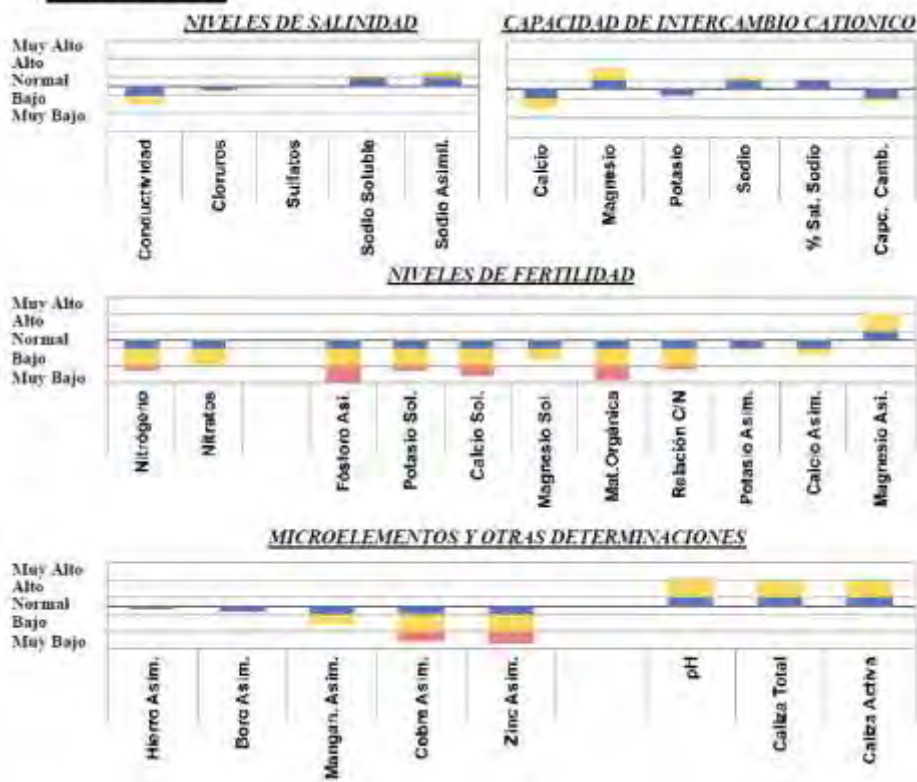 NIVELES DE SALINIDAD
CAPACIDAD DE INTERCAMBIO CATIONICO
Muy Alto
Alto
Normal
Bajo
Muy Bajo
Conductividad
Cloruros
Sulfatos
Sodio Soluble
Sodio Asimil.
Calcio
Magnesio
Potasio
Sodio
% Sat. Sodio
Capc. Camb.
NIVELES DE FERTILIDAD
Muy Alto
Alto
Normal
Bajo
Muy Bajo
Nitrógeno
Nitratos
Fósforo Asi.
Potasio Sol.
Calcio Sol.
Magnesio Sol.
Mat.Orgánica
Relación C/N
Potasio Asim.
Calcio Asim.
Magnesio Asi.
MICROELEMENTOS Y OTRAS DETERMINACIONES
Muy Alto
Alto
Normal
Bajo
Muy Bajo
Hierro Asim.
Boro Asim.
Mangan. Asim.
Cobre Asim.
Zinc Asim.
pH
Caliza Total
Caliza Activa